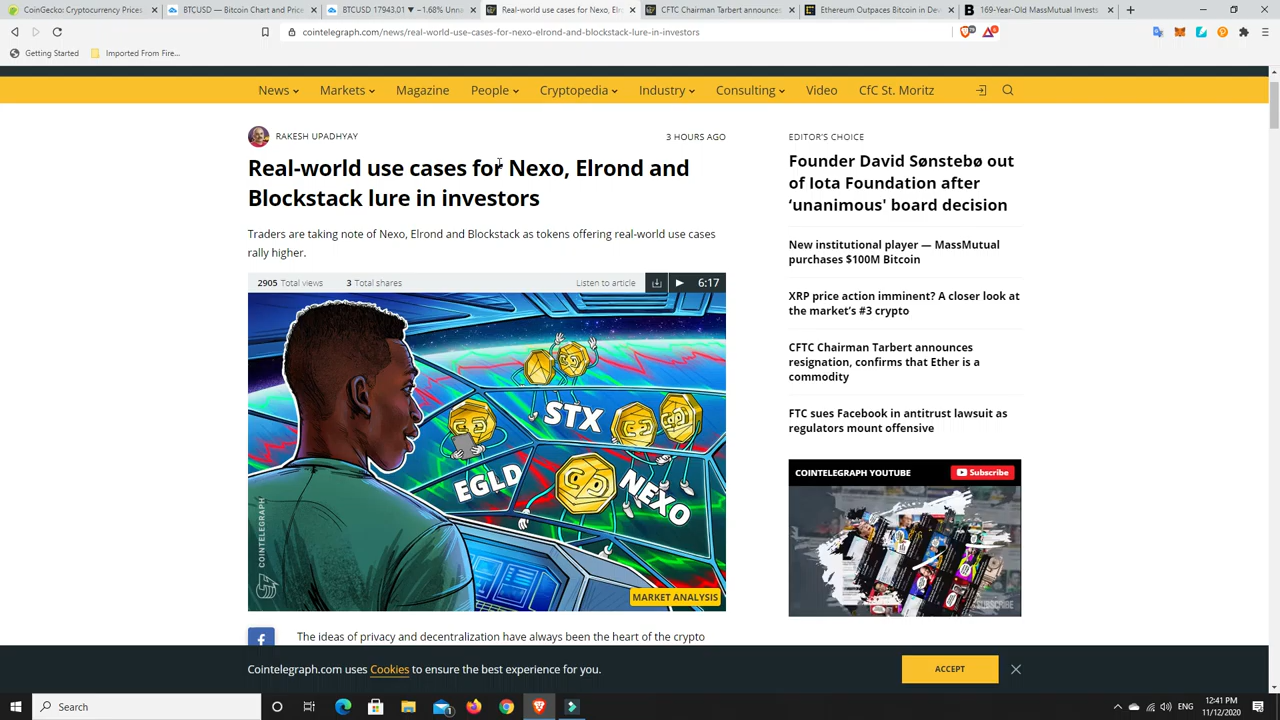 CoinGecko: Cryptocurrency Prices
BTCUSD — Bitcoin Chart and Price
BTCUSD 17943.01 ▼ −1.68% Unna
Real-world use cases for Nexo, Elr
CFTC Chairman Tarbert announces
Ethereum Outpaces Bitcoin in Dev
169-Year-Old MassMutual Invests
cointelegraph.com/news/real-world-use-cases-for-nexo-elrond-and-blockstack-lure-in-investors
Getting Started
Imported From Fire...
News
Markets
Magazine
People
Cryptopedia
Industry
Consulting
Video
CfC St. Moritz
RAKESH UPADHYAY
3 HOURS AGO
Real-world use cases for Nexo, Elrond and
Blockstack lure in investors
Traders are taking note of Nexo, Elrond and Blockstack as tokens offering real-world use cases
rally higher.
2905 Total views
3 Total shares
Listen to article
6:17
STX
EGLD
NEXO
COINTELEGRAPH
MARKET ANALYSIS
The ideas of privacy and decentralization have always been the heart of the crypto
EDITOR'S CHOICE
Founder David Sønstebø out
of Iota Foundation after
‘unanimous' board decision
New institutional player — MassMutual
purchases $100M Bitcoin
XRP price action imminent? A closer look at
the market’s #3 crypto
CFTC Chairman Tarbert announces
resignation, confirms that Ether is a
commodity
FTC sues Facebook in antitrust lawsuit as
regulators mount offensive
COINTELEGRAPH YOUTUBE
Subscribe
SUBSCRIBE
Cointelegraph.com uses Cookies to ensure the best experience for you.
ACCEPT
Search
ENG
12:41 PM
11/12/2020